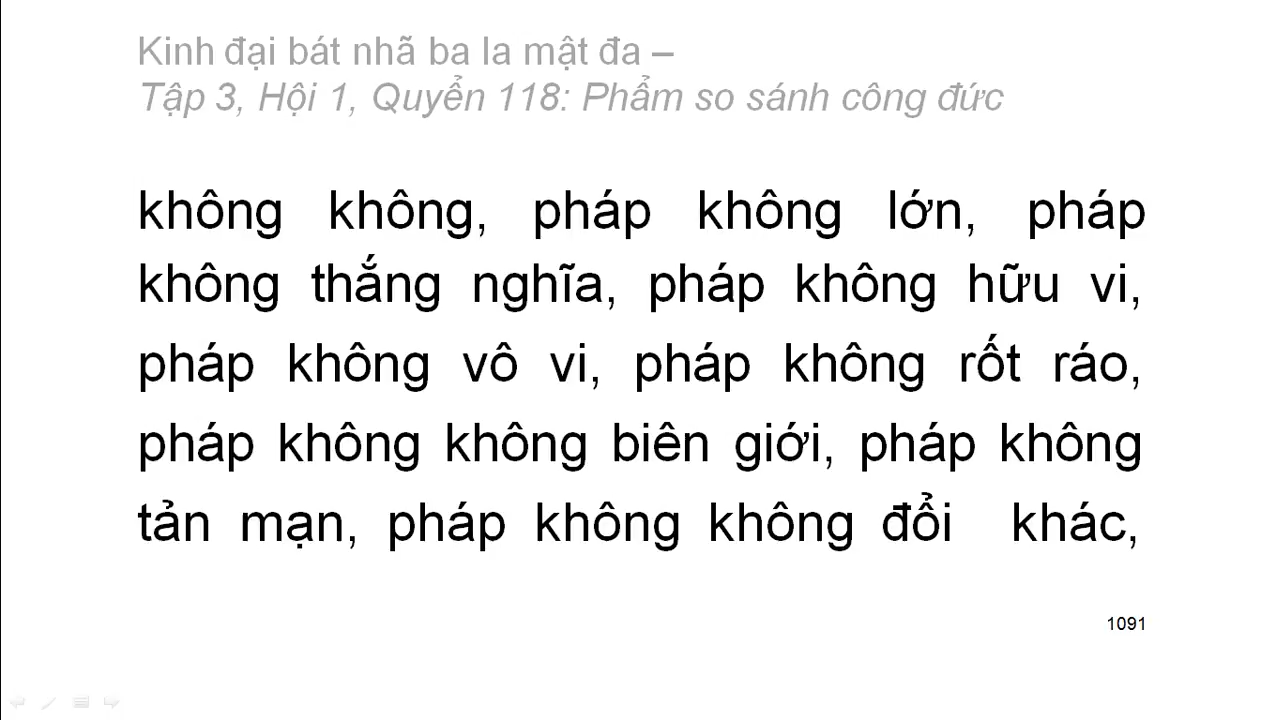 Kinh đại bát nhã ba la mật đa –
Tập 3, Hội 1, Quyển 118: Phẩm so sánh công đức
không không, pháp không lớn, pháp
không thắng nghĩa, pháp không hữu vi,
pháp không vô vi, pháp không rốt ráo,
pháp không không biên giới, pháp không
tản mạn, pháp không không đổi khác,
1091